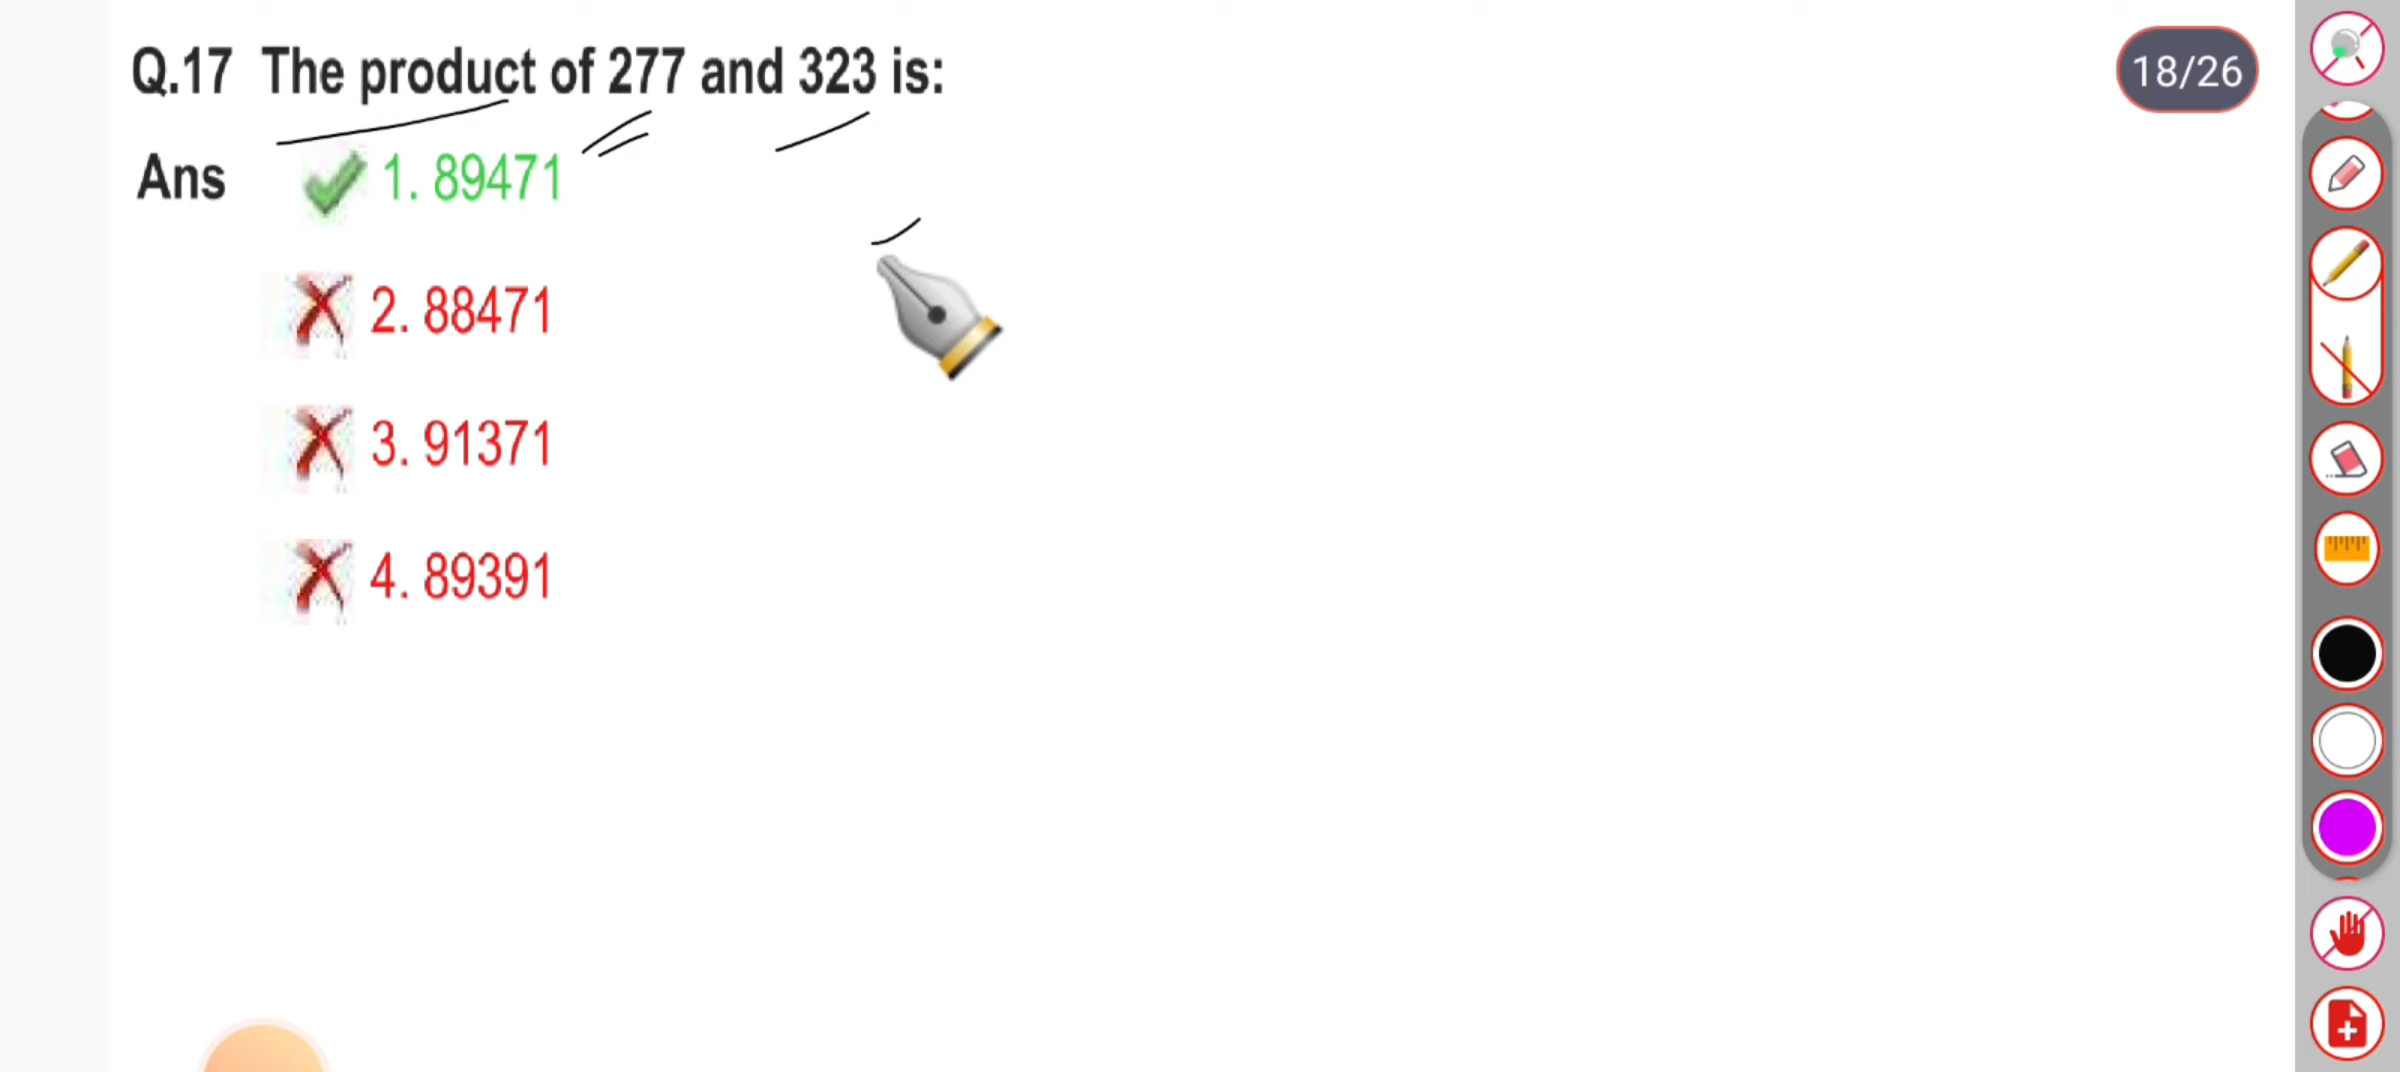 Q.17 The product of 277 and 323 is:
18/26
Ans 1. 89471
2. 88471
3. 91371
4. 89391